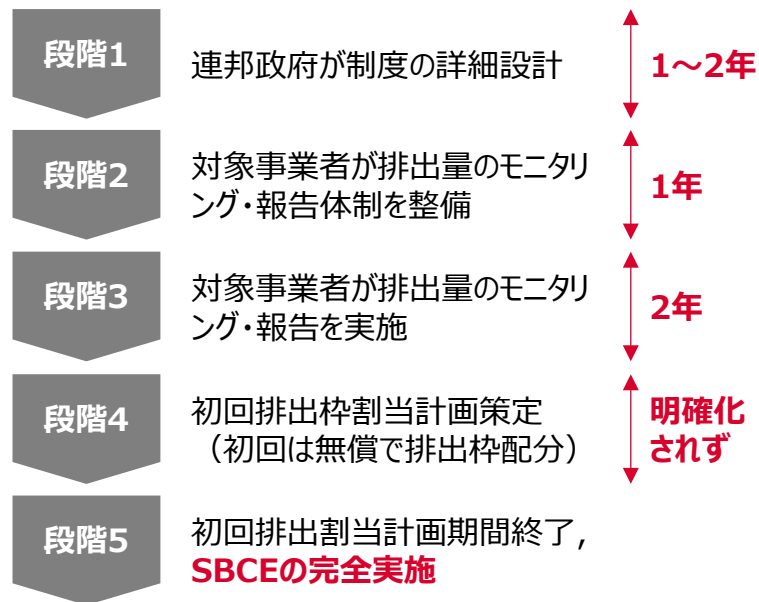 段階1
連邦政府が制度の詳細設計
1～2年
段階2
対象事業者が排出量のモニタリ
ング・報告体制を整備
1年
段階3
対象事業者が排出量のモニタリ
ング・報告を実施
2年
段階4
初回排出枠割当計画策定
（初回は無償で排出枠配分）
明確化
されず
段階5
初回排出割当計画期間終了,
SBCEの完全実施